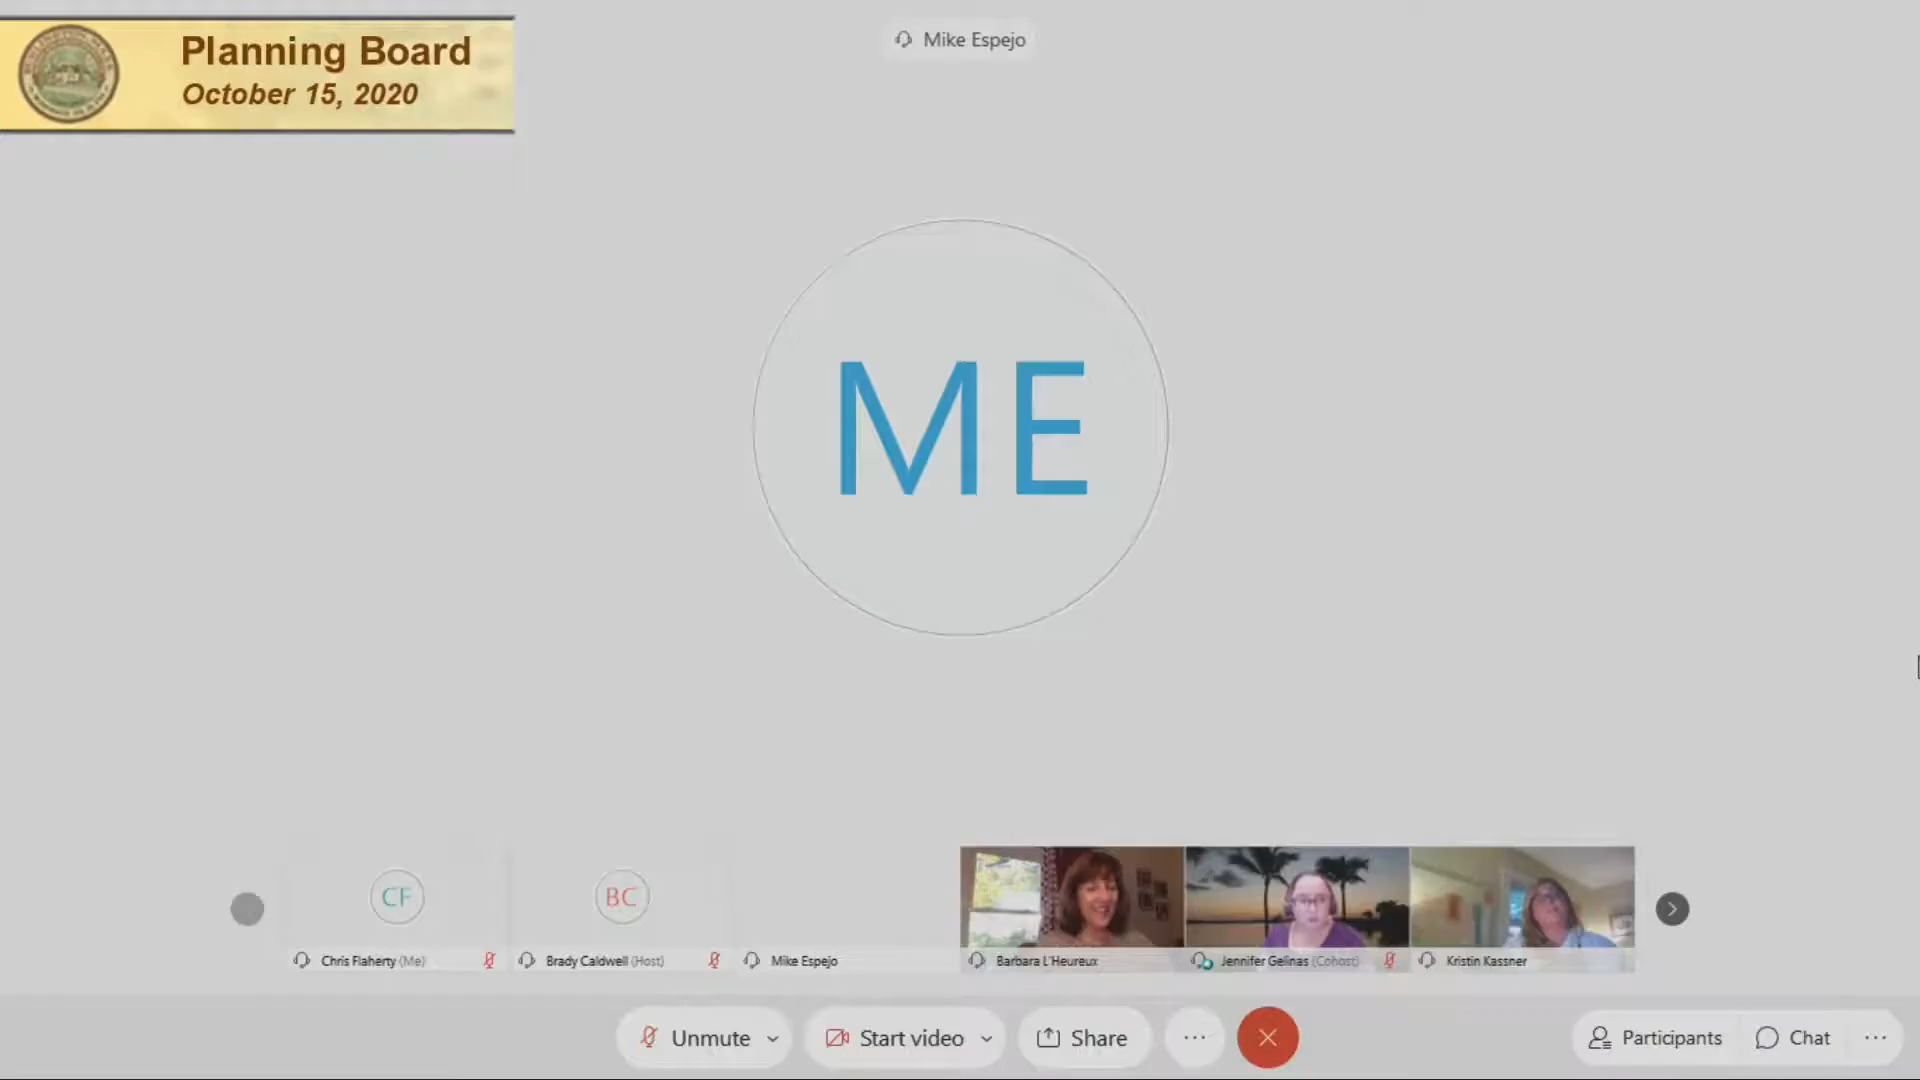 Planning Board
October 15, 2020
Mike Espejo
ME
CF
BC
Chris Flaherty (Me)
Brady Caldwell (Host)
Mike Espejo
Barbara L'Heureux
Jennifer Gelinas (Cohost)
Kristin Kassner
Unmute
Start video
Share
Participants
Chat